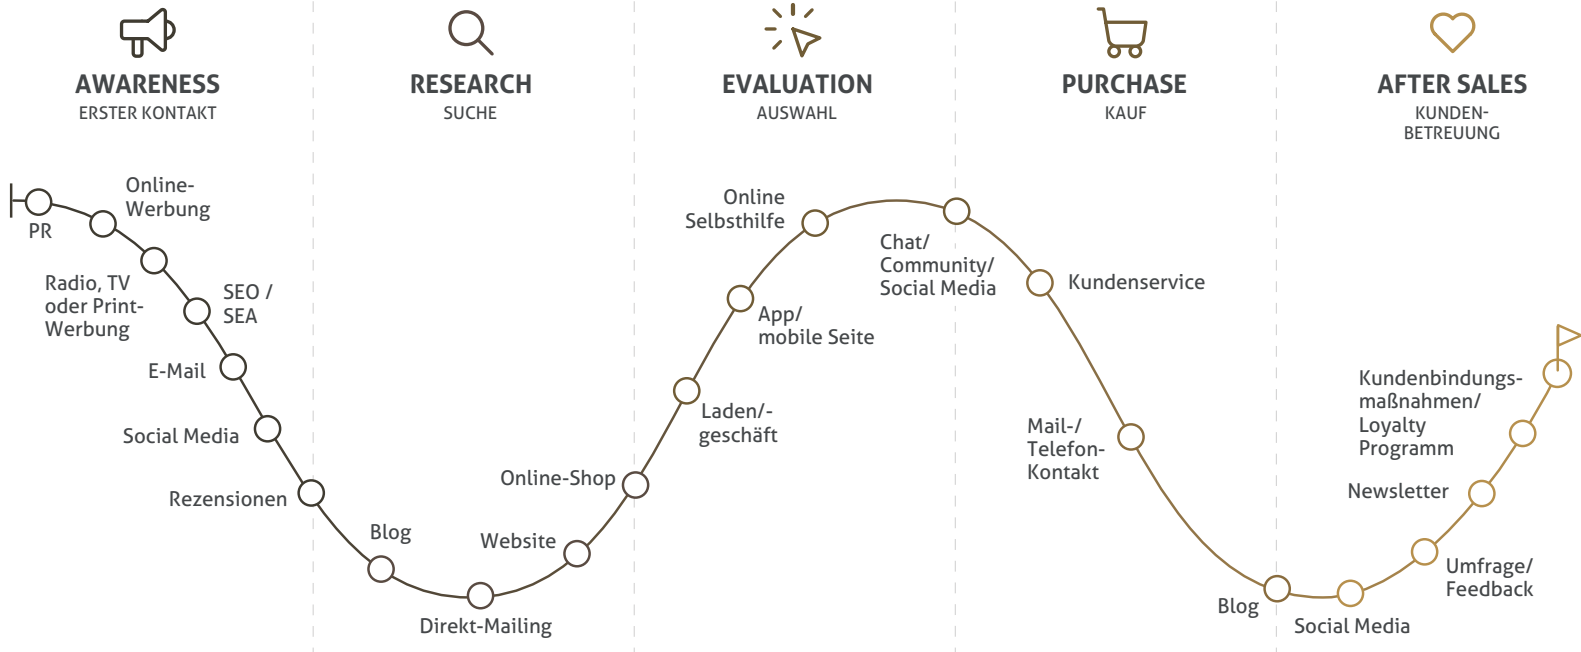 AWARENESS
ERSTER KONTAKT
RESEARCH
SUCHE
EVALUATION
AUSWAHL
PURCHASE
KAUF
AFTER SALES
KUNDEN-
BETREUUNG
PR
Online-
Werbung
Radio, TV
oder Print-
Werbung
SEO /
SEA
E-Mail
Social Media
Rezensionen
Blog
Direkt-Mailing
Website
Online-Shop
Laden/-
geschäft
App/
mobile Seite
Online
Selbsthilfe
Chat/
Community/
Social Media
Kundenservice
Mail-/
Telefon-
Kontakt
Blog
Social Media
Umfrage/
Feedback
Newsletter
Kundenbindungs-
maßnahmen/
Loyalty
Programm